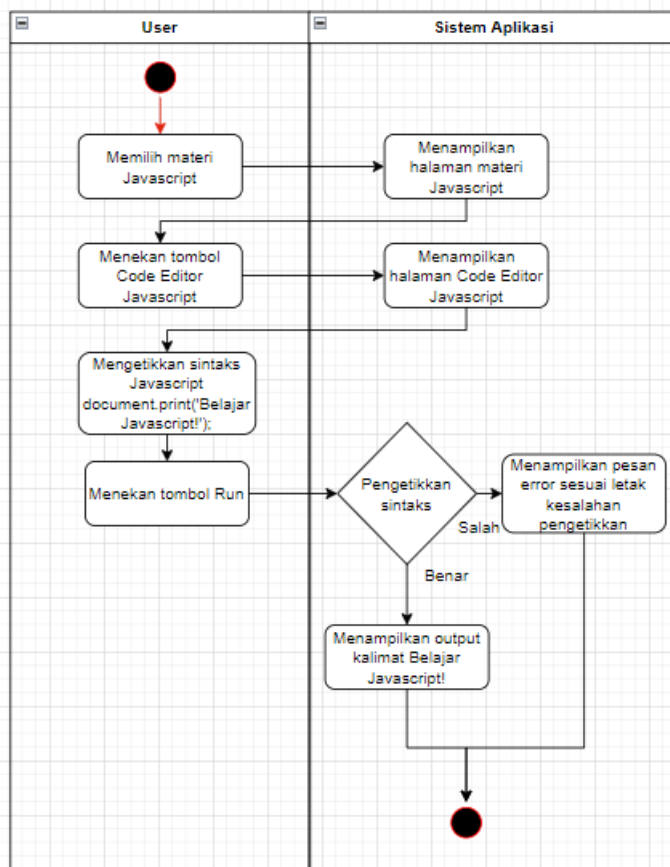 User
Sistem Aplikasi
Memilih materi
Javascript
Menampilkan
halaman materi
Javascript
Menekan tombol
Code Editor
Javascript
Menampilkan
halaman Code Editor
Javascript
Mengetikkan sintaks
Javascript
document.print('Belajar
Javascript!');
Menekan tombol Run
Pengetikkan
sintaks
Salah
Menampilkan pesan
error sesuai letak
kesalahan
pengetikkan
Benar
Menampilkan output
kalimat Belajar
Javascript!